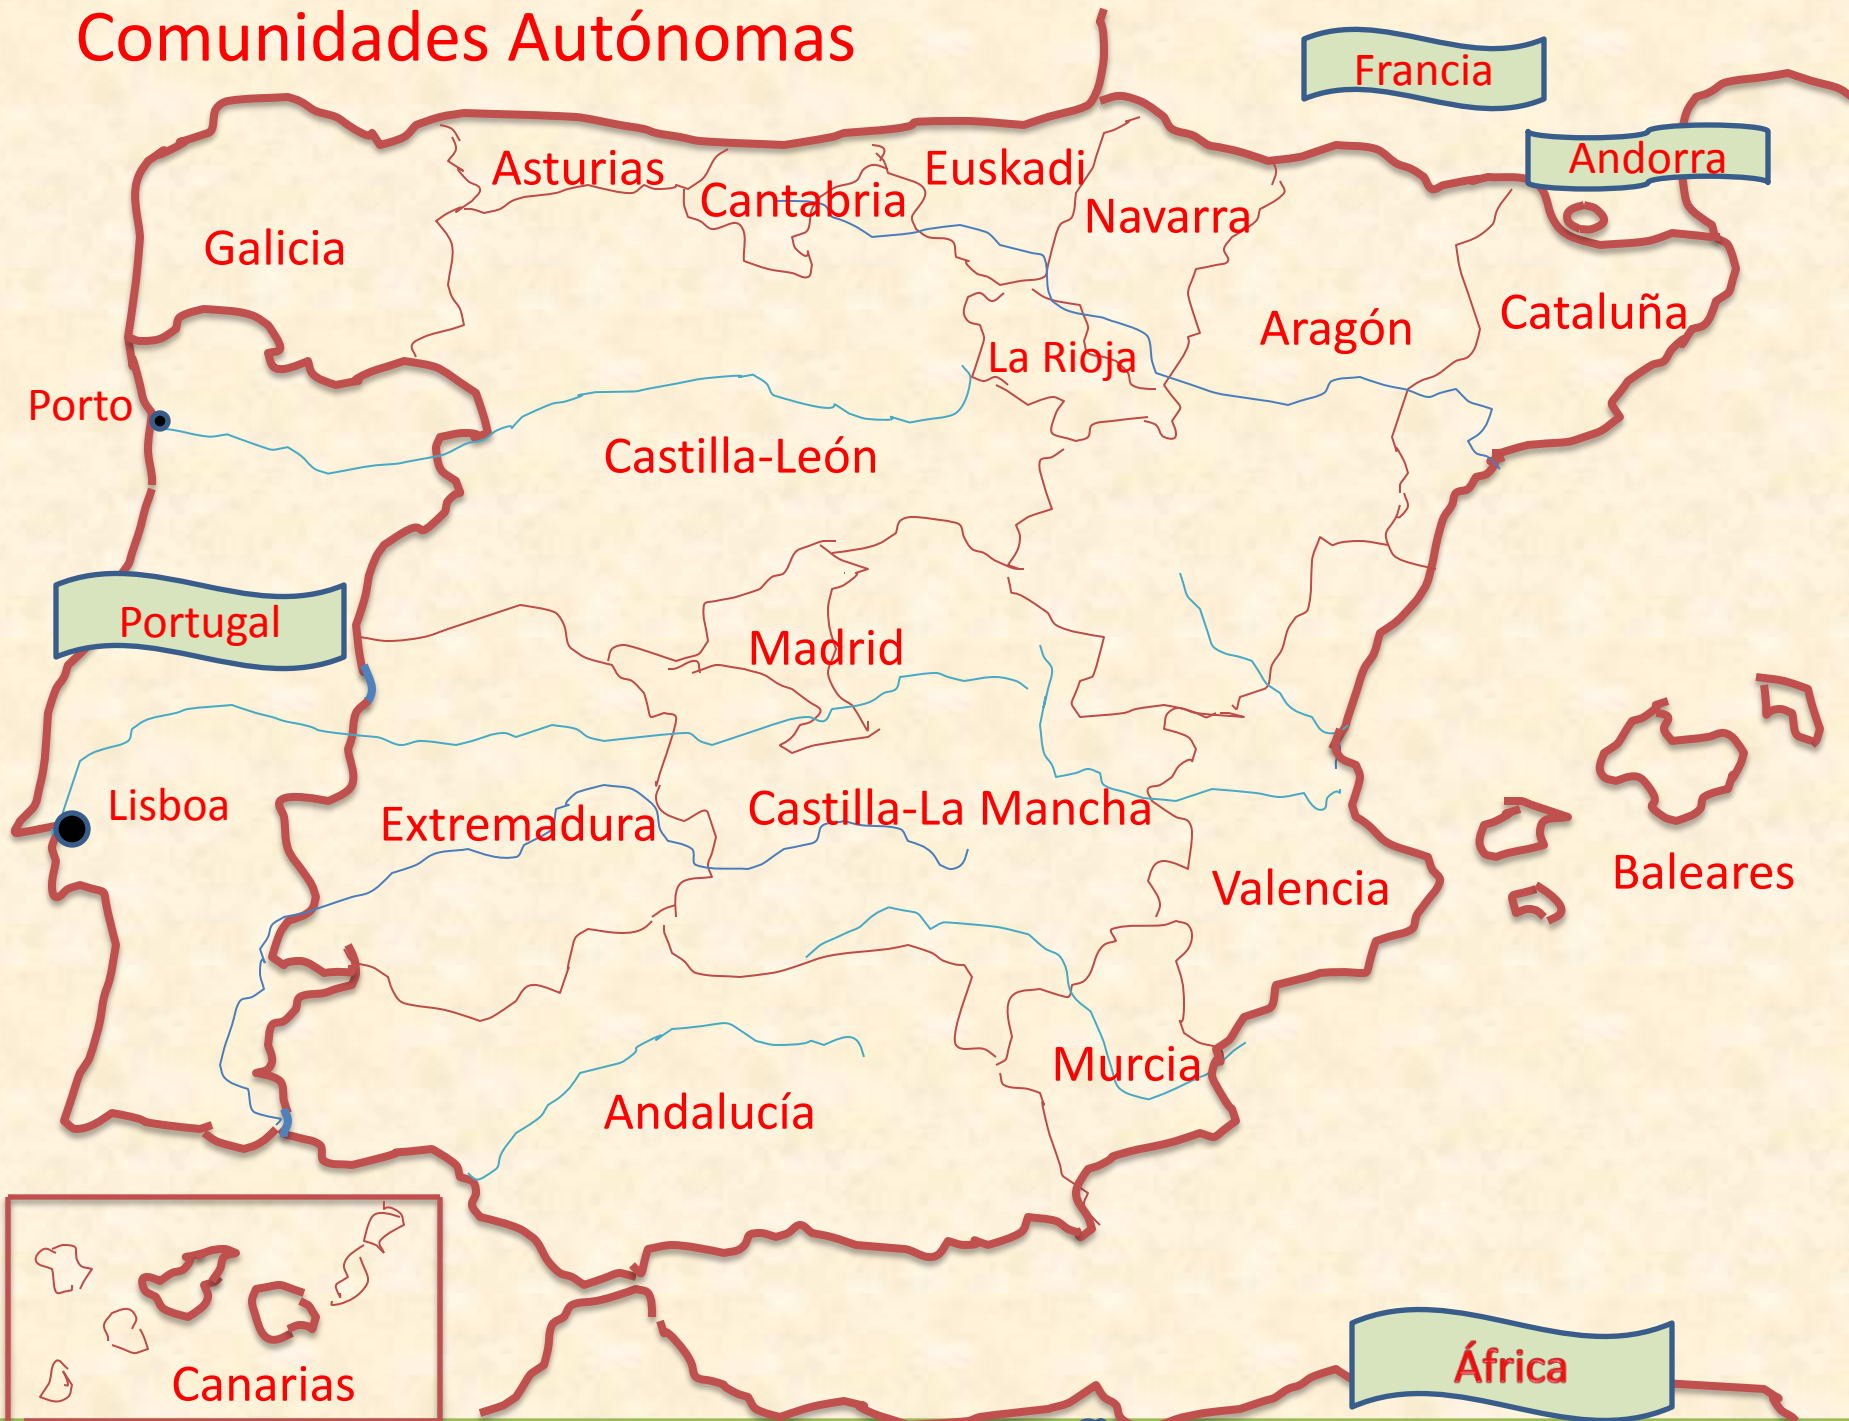 Comunidades Autónomas
Francia
Andorra
Asturias
Cantabria
Euskadi
Navarra
Galicia
Aragón
Cataluña
La Rioja
Porto
Castilla-León
Portugal
Madrid
Lisboa
Extremadura
Castilla-La Mancha
Valencia
Baleares
Murcia
Andalucía
Canarias
África